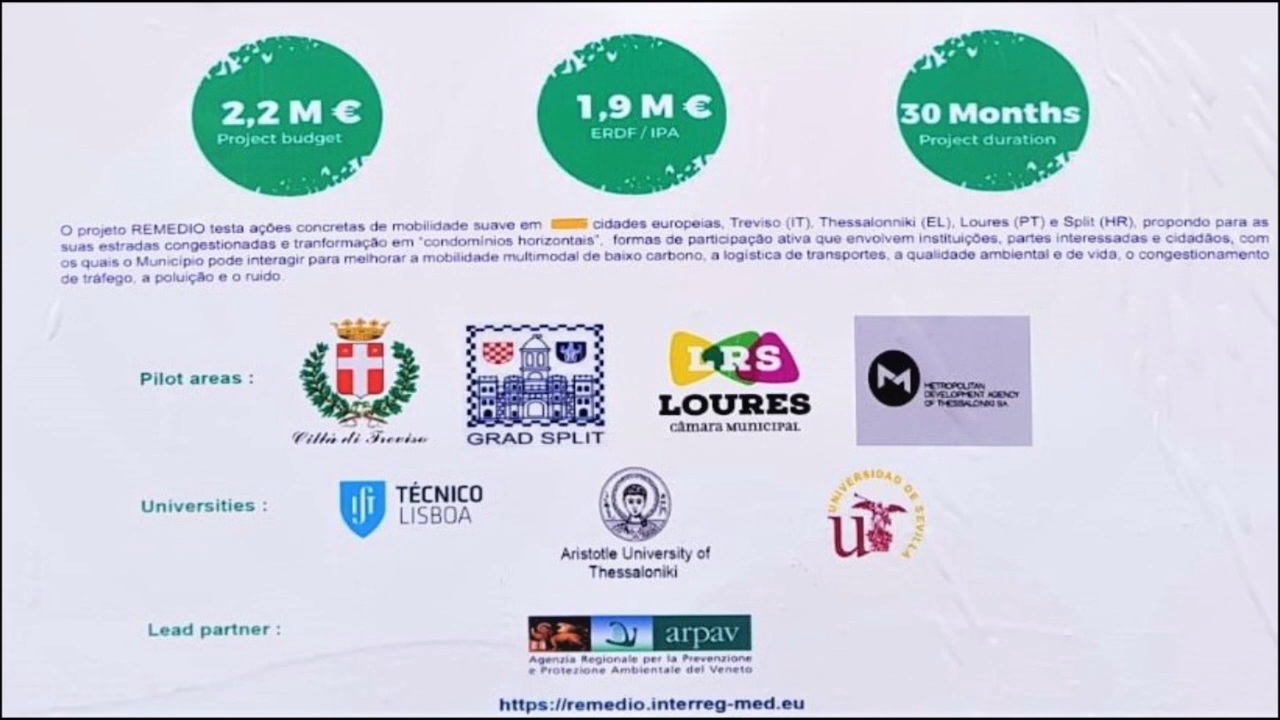 2,2 M €
Project budget
1,9 M €
ERDF / IPA
30 Months
Project duration
O projeto REMEDIO testa ações concretas de mobilidade suave em cidades europeias, Treviso (IT), Thessalonniki (EL), Loures (PT) e Split (HR), propondo para as
suas estradas congestionadas e tranformação em "condomínios horizontais", formas de participação ativa que envolvem instituições, partes interessadas e cidadãos, com
os quais o Município pode interagir para melhorar a mobilidade multimodal de baixo carbono, a logística de transportes, a qualidade ambiental e de vida, o congestionamento
de tráfego, a poluição e o ruido.
Pilot areas :
Città di Treviso
GRAD SPLIT
LRS
LOURES
câmara MUNICIPAL
M
METROPOLITAN
DEVELOPMENT AGENCY
OF THESSALONIKI SA
Universities :
TÉCNICO
LISBOA
Aristotle University of
Thessaloniki
UNIVERSIDAD DE SEVILLA
Lead partner :
arpav
Agenzia Regionale per la Prevenzione
e Protezione Ambientale del Veneto
https://remedio.interreg-med.eu